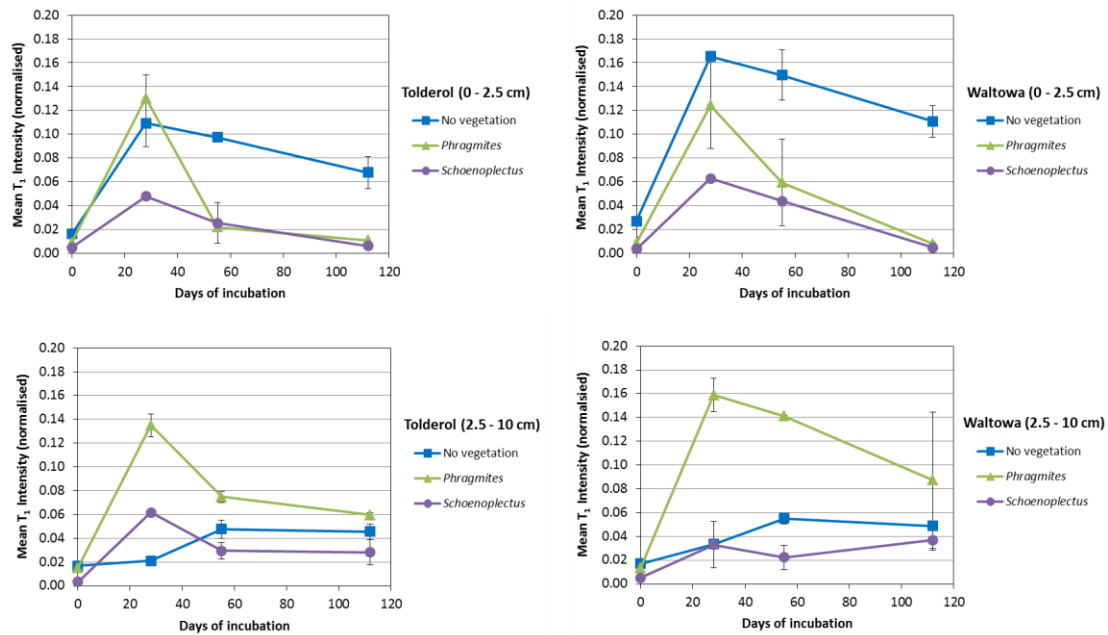 Mean T1 Intensity (normalised)
0.20
0.18
0.16
0.14
0.12
0.10
0.08
0.06
0.04
0.02
0.00
0 20 40 60 80 100 120
Days of incubation
Tolderol (0 - 2.5 cm)
No vegetation
Phragmites
Schoenoplectus
Mean T1 Intensity (normalised)
0.20
0.18
0.16
0.14
0.12
0.10
0.08
0.06
0.04
0.02
0.00
0 20 40 60 80 100 120
Days of incubation
Waltowa (0 - 2.5 cm)
No vegetation
Phragmites
Schoenoplectus
Mean T1 Intensity (normalised)
0.20
0.18
0.16
0.14
0.12
0.10
0.08
0.06
0.04
0.02
0.00
0 20 40 60 80 100 120
Days of incubation
Tolderol (2.5 - 10 cm)
No vegetation
Phragmites
Schoenoplectus
Mean T1 Intensity (normalsied)
0.20
0.18
0.16
0.14
0.12
0.10
0.08
0.06
0.04
0.02
0.00
0 20 40 60 80 100 120
Days of incubation
Waltowa (2.5 - 10 cm)
No vegetation
Phragmites
Schoenoplectus